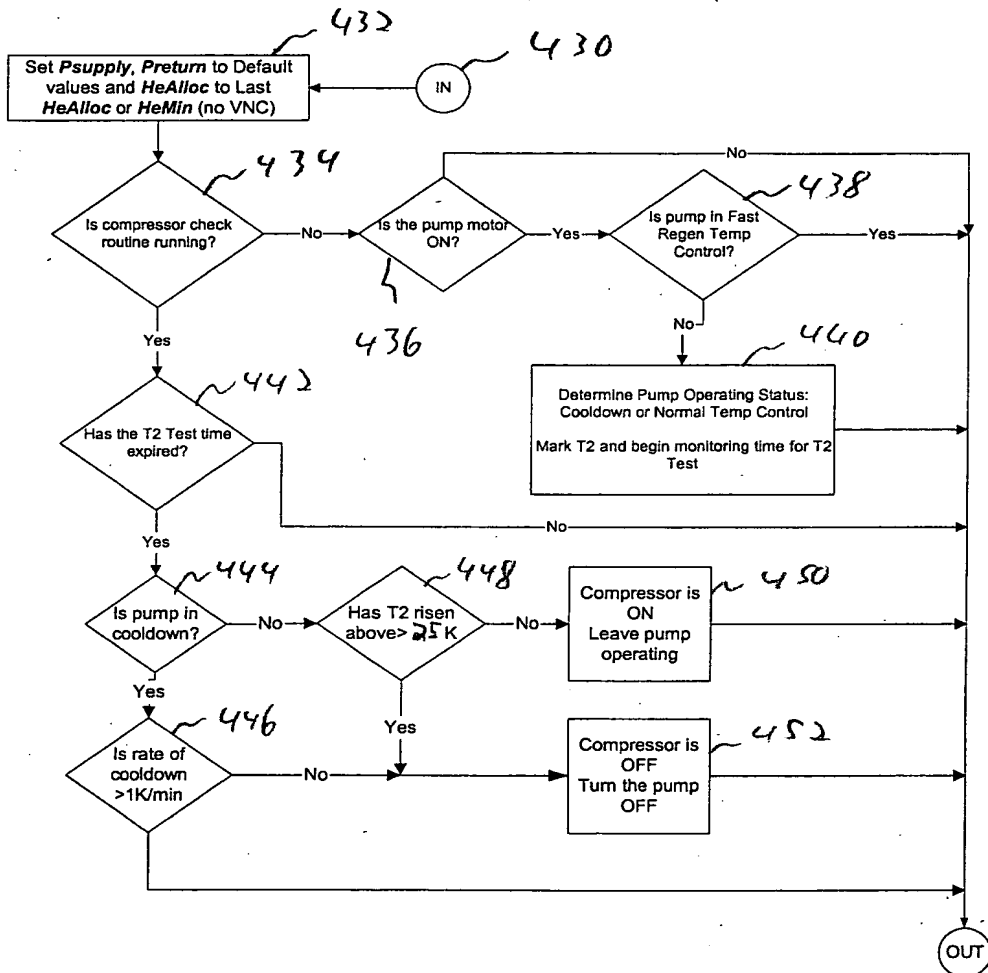 432
430
Set Psupply, Preturn to Default
values and HeAlloc to Last
HeAlloc or HeMin (no VNC)
IN
434
Is compressor check
routine running?
No
436
Is the pump motor
ON?
No
Yes
438
Is pump in Fast
Regen Temp
Control?
Yes
No
440
Determine Pump Operating Status:
Cooldown or Normal Temp Control
Mark T2 and begin monitoring time for T2
Test
Yes
442
Has the T2 Test time
expired?
No
Yes
444
Is pump in
cooldown?
No
448
Has T2 risen
above> 25 K
No
450
Compressor is
ON
Leave pump
operating
Yes
Yes
446
Is rate of
cooldown
>1K/min
No
452
Compressor is
OFF
Turn the pump
OFF
OUT